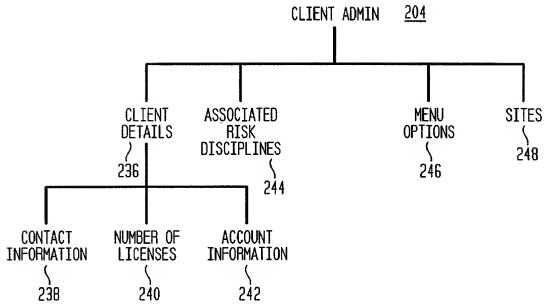 CLIENT ADMIN 204
CLIENT DETAILS
236
ASSOCIATED RISK DISCIPLINES
244
MENU OPTIONS
246
SITES
248
CONTACT INFORMATION
238
NUMBER OF LICENSES
240
ACCOUNT INFORMATION
242